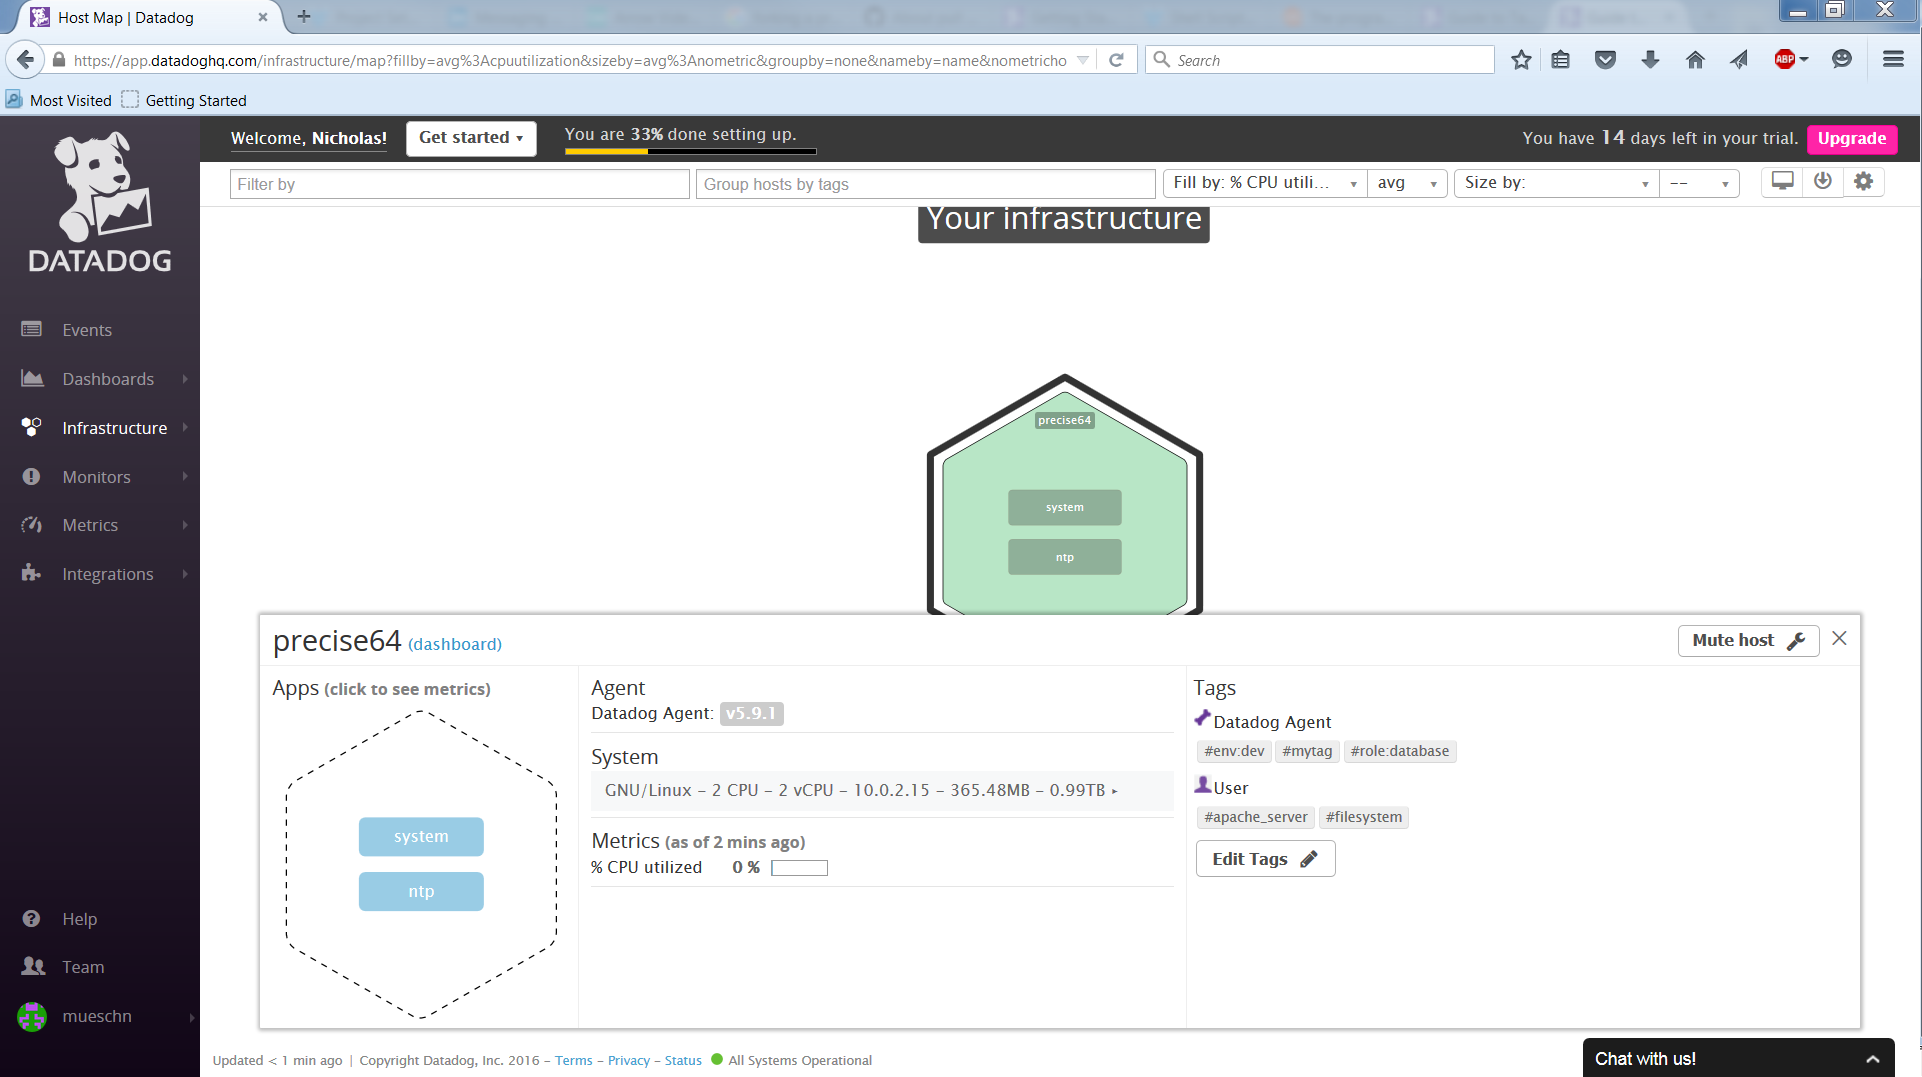 Host Map | Datadog
https://app.datadoghq.com/infrastructure/map?fillby=avg%3Acpuutilization&sizeby=avg%3Anometric&groupby=none&nameby=name&nometricho
Search
ABP
Most Visited
Getting Started
DATADOG
Welcome, Nicholas!
Get started
You are 33% done setting up.
You have 14 days left in your trial.
Upgrade
Filter by
Group hosts by tags
Fill by: % CPU utili...
avg
Size by:
--
Your infrastructure
Events
Dashboards
Infrastructure
Monitors
Metrics
Integrations
Help
Team
mueschn
precise64
system
ntp
precise64 (dashboard)
Mute host
Apps (click to see metrics)
system
ntp
Agent
Datadog Agent: v5.9.1
System
GNU/Linux – 2 CPU – 2 vCPU – 10.0.2.15 – 365.48MB – 0.99TB
Metrics (as of 2 mins ago)
% CPU utilized 0 %
Tags
Datadog Agent
#env:dev #mytag #role:database
User
#apache_server #filesystem
Edit Tags
Updated < 1 min ago | Copyright Datadog, Inc. 2016 – Terms – Privacy – Status All Systems Operational
Chat with us!